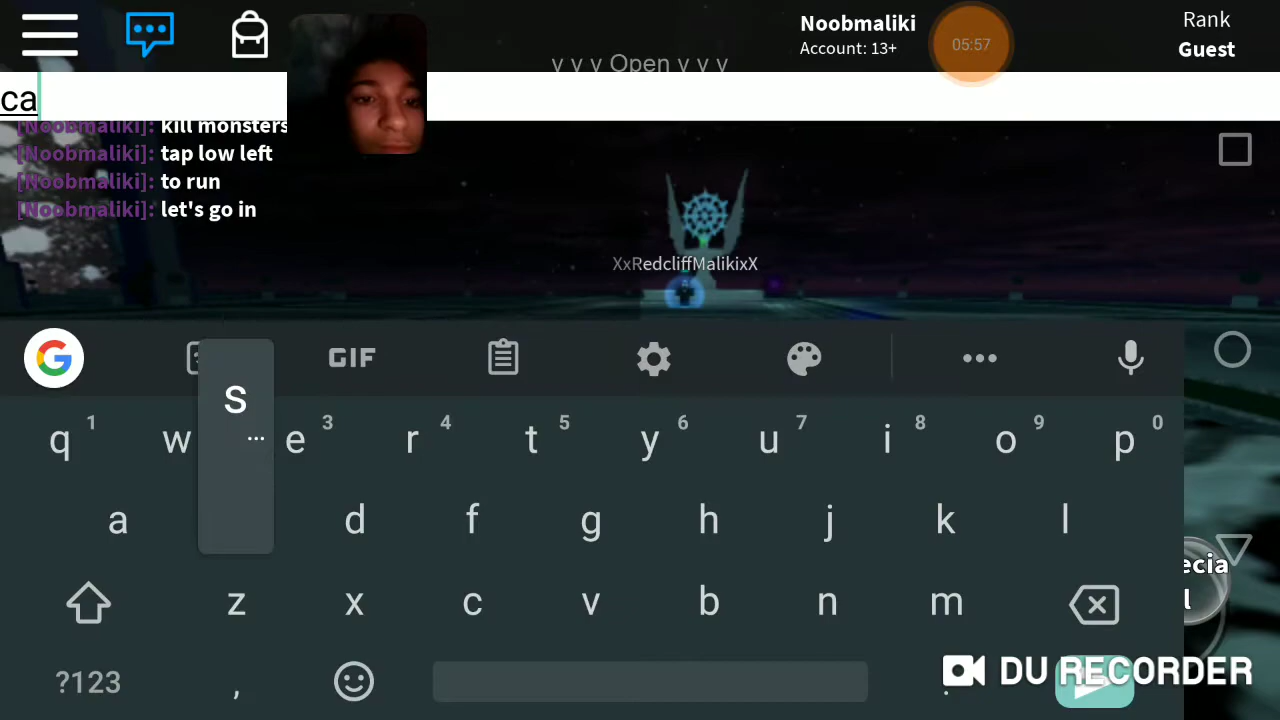 Noobmaliki
Account: 13+
05:57
Rank
Guest
v v v Open v v v
ca
[Noobmaliki]: kill monsters
[Noobmaliki]: tap low left
[Noobmaliki]: to run
[Noobmaliki]: let's go in
XxRedcliffMalikixX
G GIF
s
q 1 w e 3 r 4 t 5 y 6 u 7 i 8 o 9 p 0
a d f g h j k l
ecia
l
z x c v b n m
?123 , .
DU RECORDER